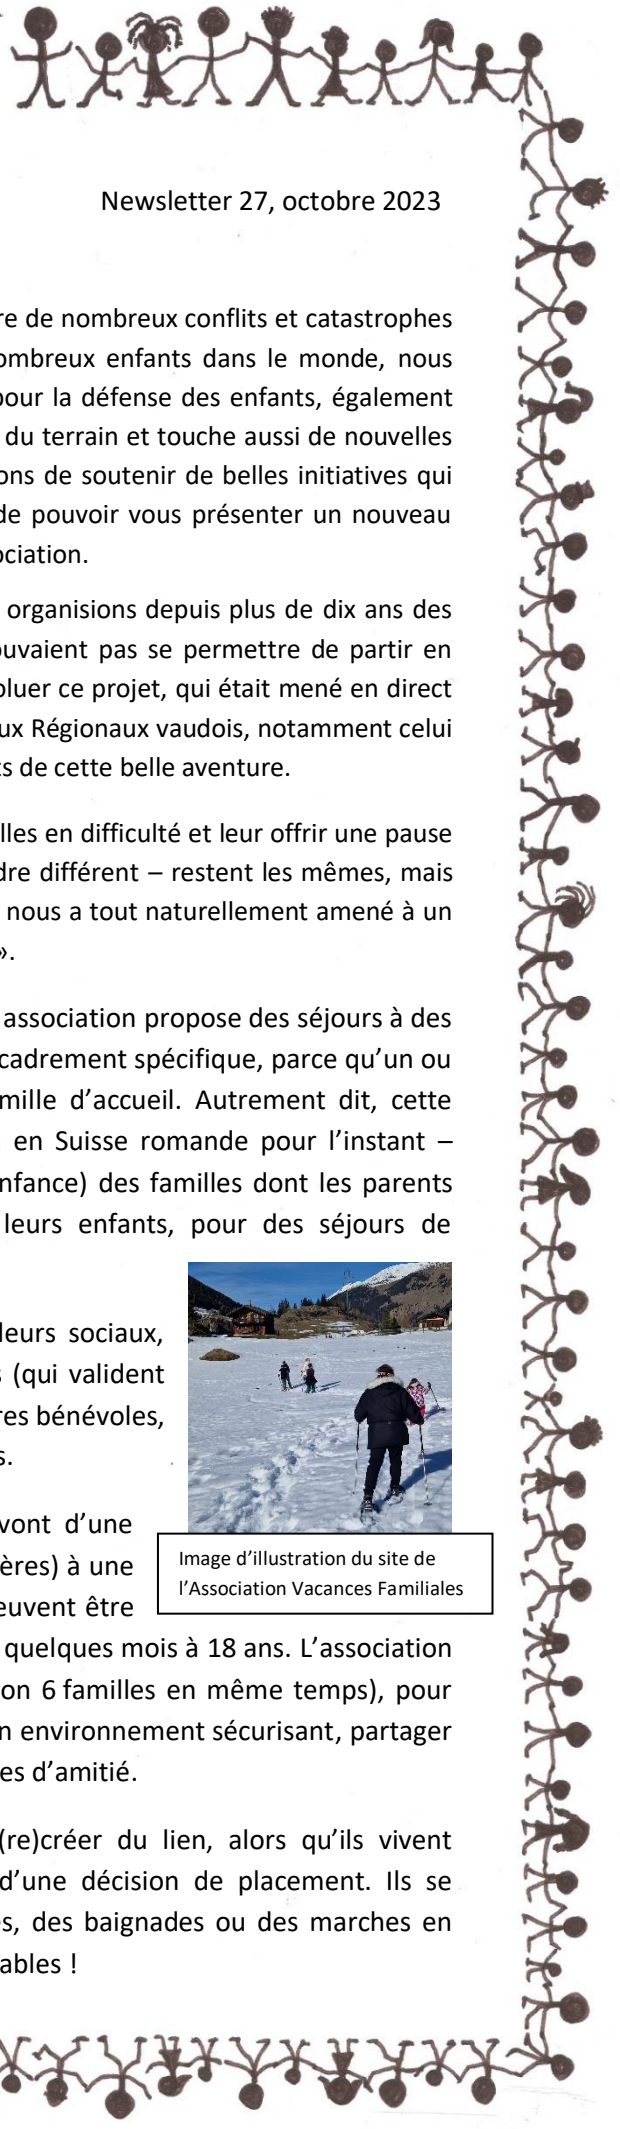 Newsletter 27, octobre 2023
re de nombreux conflits et catastrophes
ombreux enfants dans le monde, nous
pour la défense des enfants, également
du terrain et touche aussi de nouvelles
ons de soutenir de belles initiatives qui
de pouvoir vous présenter un nouveau
ociation.
organisions depuis plus de dix ans des
ouvaient pas se permettre de partir en
oluer ce projet, qui était mené en direct
ux Régionaux vaudois, notamment celui
ts de cette belle aventure.
lles en difficulté et leur offrir une pause
dre différent – restent les mêmes, mais
nous a tout naturellement amené à un
».
association propose des séjours à des
cadrement spécifique, parce qu’un ou
mille d’accueil. Autrement dit, cette
en Suisse romande pour l’instant –
nfance) des familles dont les parents
leurs enfants, pour des séjours de
leurs sociaux,
s (qui valident
res bénévoles,
s.
vont d’une
ères) à une
euvent être
Image d’illustration du site de
l’Association Vacances Familiales
quelques mois à 18 ans. L’association
on 6 familles en même temps), pour
n environnement sécurisant, partager
es d’amitié.
(re)créer du lien, alors qu’ils vivent
d’une décision de placement. Ils se
es, des baignades ou des marches en
ables !